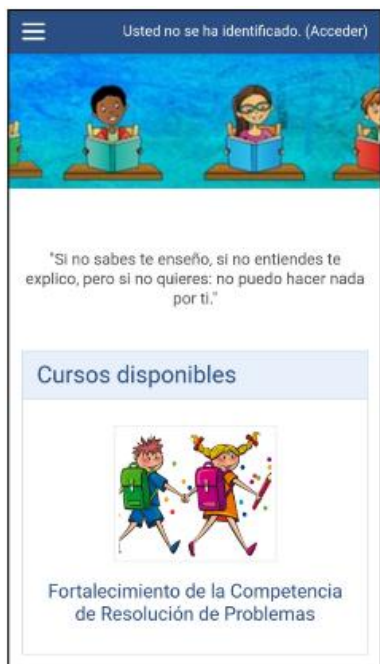 Usted no se ha identificado. (Acceder)
"Si no sabes te enseño, si no entiendes te
explico, pero si no quieres: no puedo hacer nada
por ti."
Cursos disponibles
Fortalecimiento de la Competencia
de Resolución de Problemas